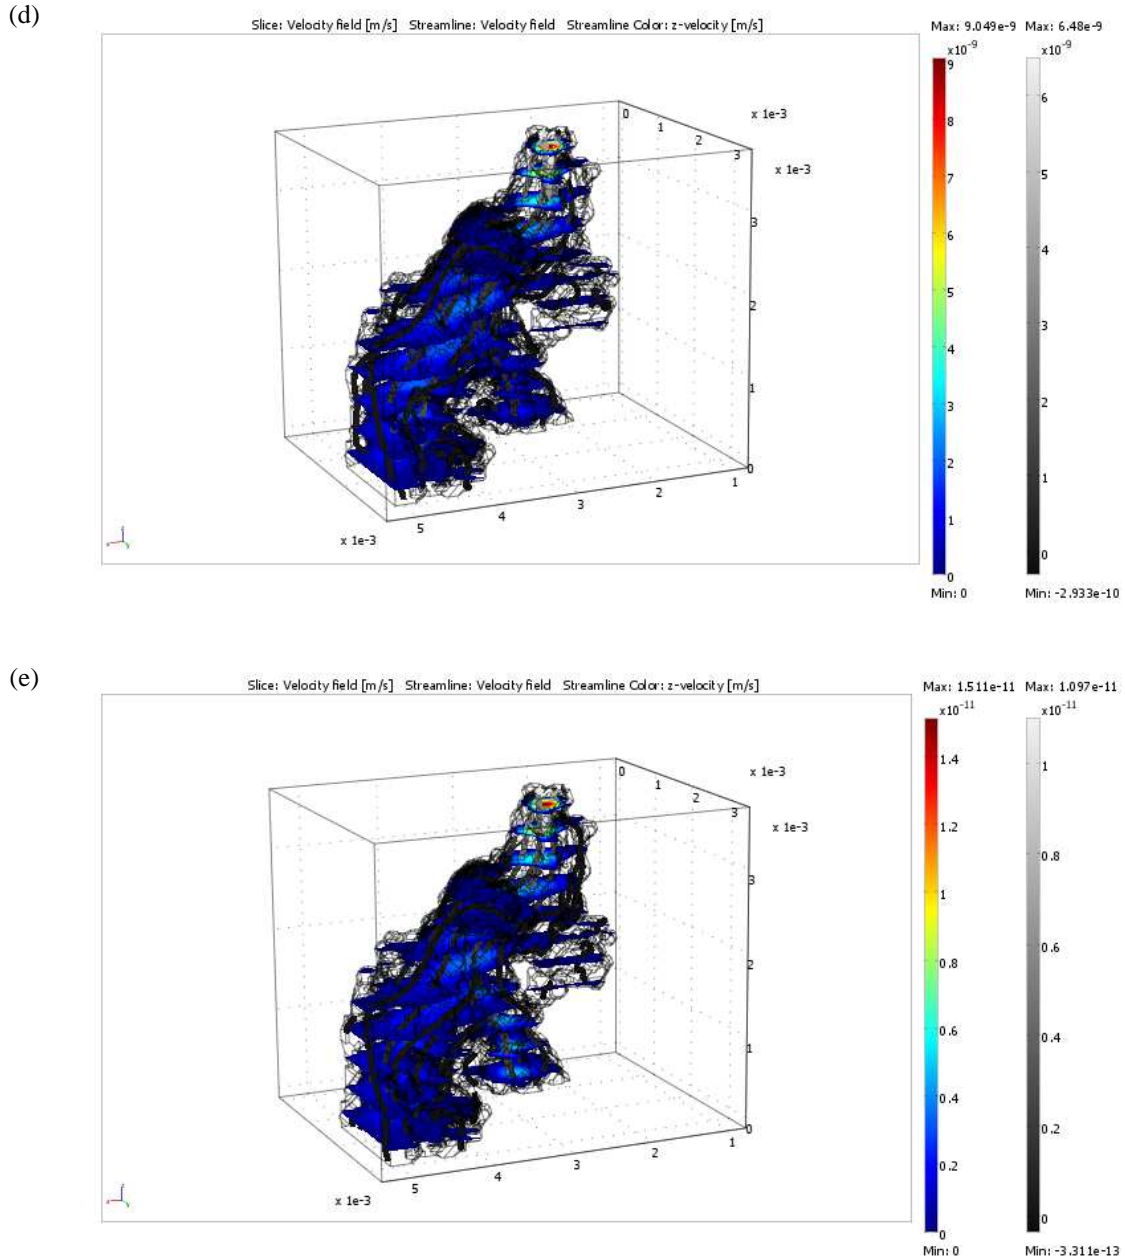 (d)
Slice: Velocity field [m/s] Streamline: Velocity field Streamline Color: z-velocity [m/s]
Max: 9.049e-9 Max: 6.48e-9
x10⁻⁹ x10⁻⁹
9
8
7
6
5
4
3
2
1
0
6
5
4
3
2
1
0
Min: 0 Min: -2.933e-10
0 1 2 3
x 1e-3
x 1e-3
3
2
1
0
5 4 3 2 1
x 1e-3
(e)
Slice: Velocity field [m/s] Streamline: Velocity field Streamline Color: z-velocity [m/s]
Max: 1.511e-11 Max: 1.097e-11
x10⁻¹¹ x10⁻¹¹
1.4
1.2
1
0.8
0.6
0.4
0.2
0
1
0.8
0.6
0.4
0.2
0
Min: 0 Min: -3.311e-13
0 1 2 3
x 1e-3
x 1e-3
3
2
1
0
5 4 3 2 1
x 1e-3